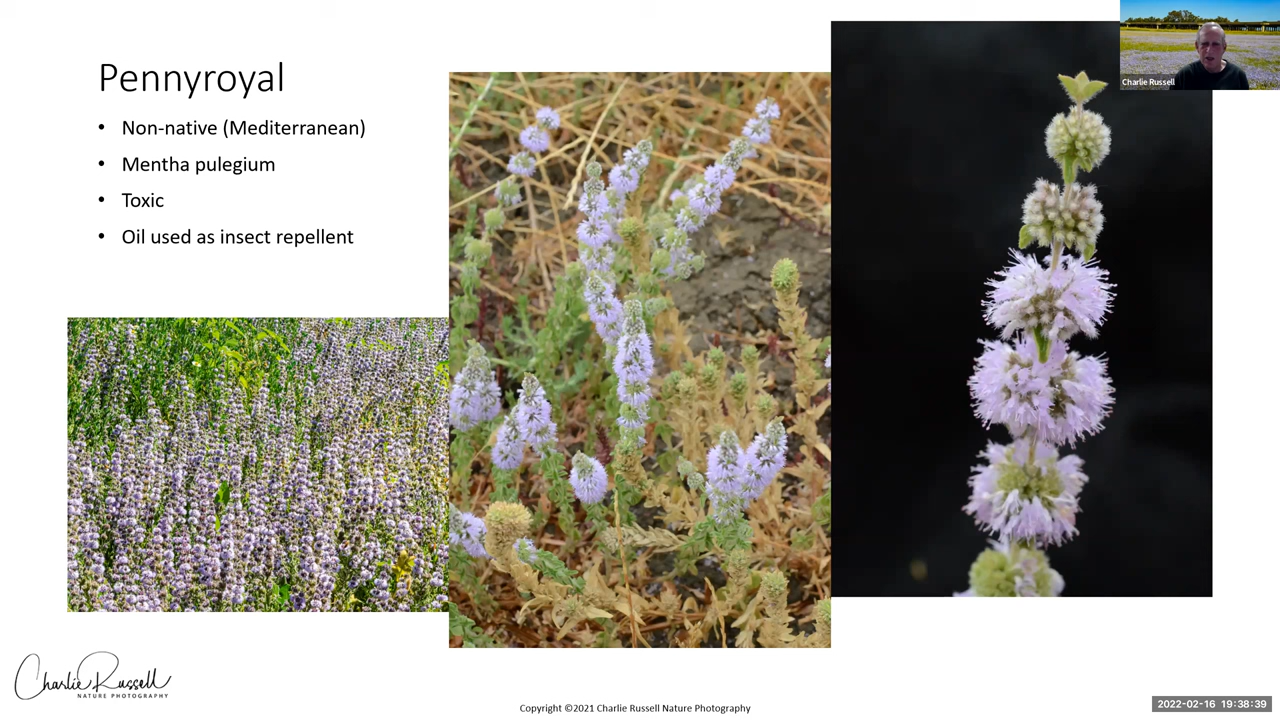 Pennyroyal
• Non-native (Mediterranean)
• Mentha pulegium
• Toxic
• Oil used as insect repellent
Charlie Russell
Charlie Russell
NATURE PHOTOGRAPHY
Copyright ©2021 Charlie Russell Nature Photography
2022-02-16 19:38:39